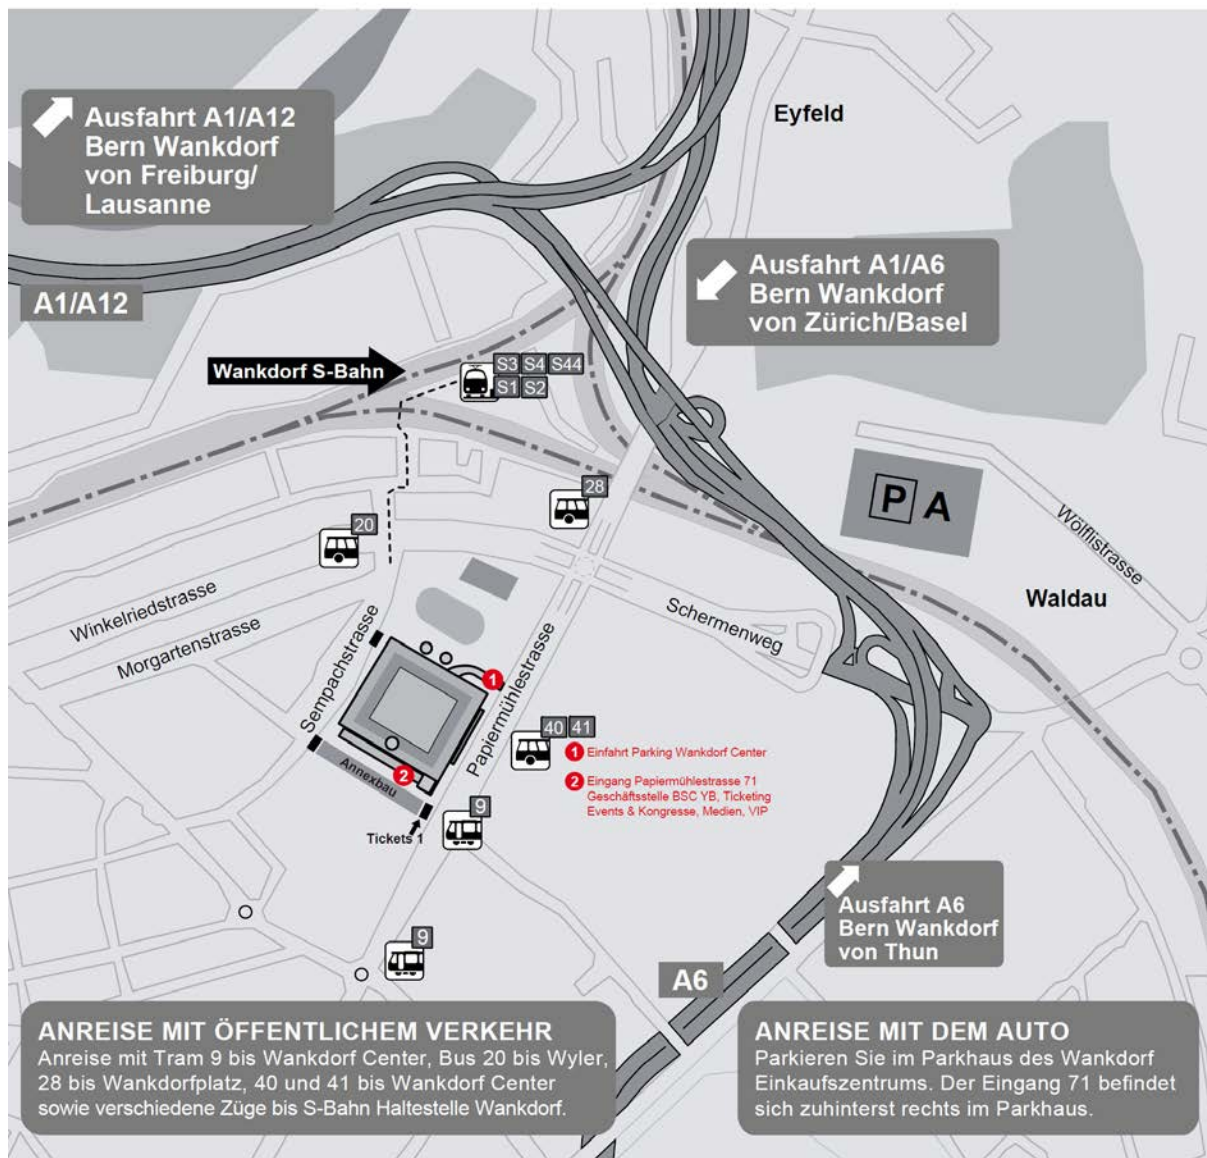 Eyfeld
Ausfahrt A1/A12
Bern Wankdorf
von Freiburg/
Lausanne
Ausfahrt A1/A6
Bern Wankdorf
von Zürich/Basel
A1/A12
Wankdorf S-Bahn
S3 S4 S44
S1 S2
28
P A
20
Wölflistrasse
Waldau
Winkelriedstrasse
Morgartenstrasse
Schermenweg
Sempachstrasse
Papiermühlestrasse
1
40 41
1 Einfahrt Parking Wankdorf Center
2
Annexbau
2 Eingang Papiermühlestrasse 71
Geschäftsstelle BSC YB, Ticketing
Events & Kongresse, Medien, VIP
9
Tickets 1
Ausfahrt A6
Bern Wankdorf
von Thun
9
A6
ANREISE MIT ÖFFENTLICHEM VERKEHR
Anreise mit Tram 9 bis Wankdorf Center, Bus 20 bis Wyler,
28 bis Wankdorfplatz, 40 und 41 bis Wankdorf Center
sowie verschiedene Züge bis S-Bahn Haltestelle Wankdorf.
ANREISE MIT DEM AUTO
Parkieren Sie im Parkhaus des Wankdorf
Einkaufszentrums. Der Eingang 71 befindet
sich zuhinterst rechts im Parkhaus.